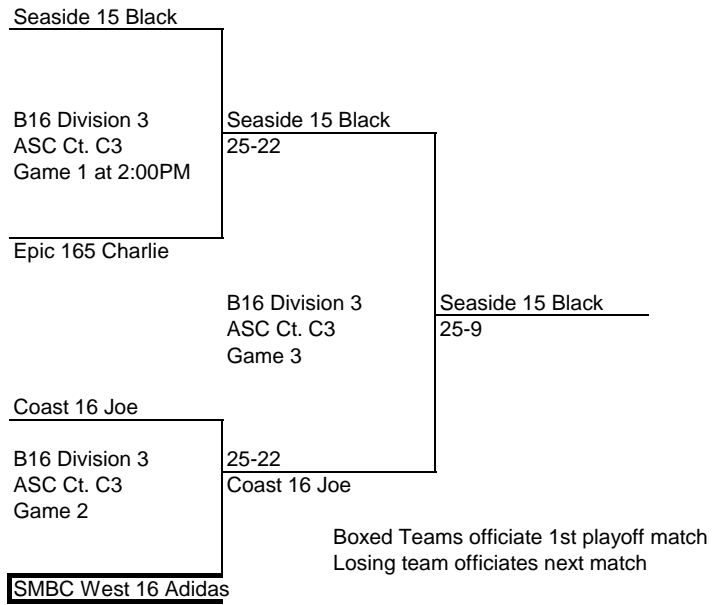 Seaside 15 Black
B16 Division 3
ASC Ct. C3
Game 1 at 2:00PM
Seaside 15 Black
25-22
Epic 165 Charlie
B16 Division 3
ASC Ct. C3
Game 3
Seaside 15 Black
25-9
Coast 16 Joe
B16 Division 3
ASC Ct. C3
Game 2
25-22
Coast 16 Joe
Boxed Teams officiate 1st playoff match
Losing team officiates next match
SMBC West 16 Adidas